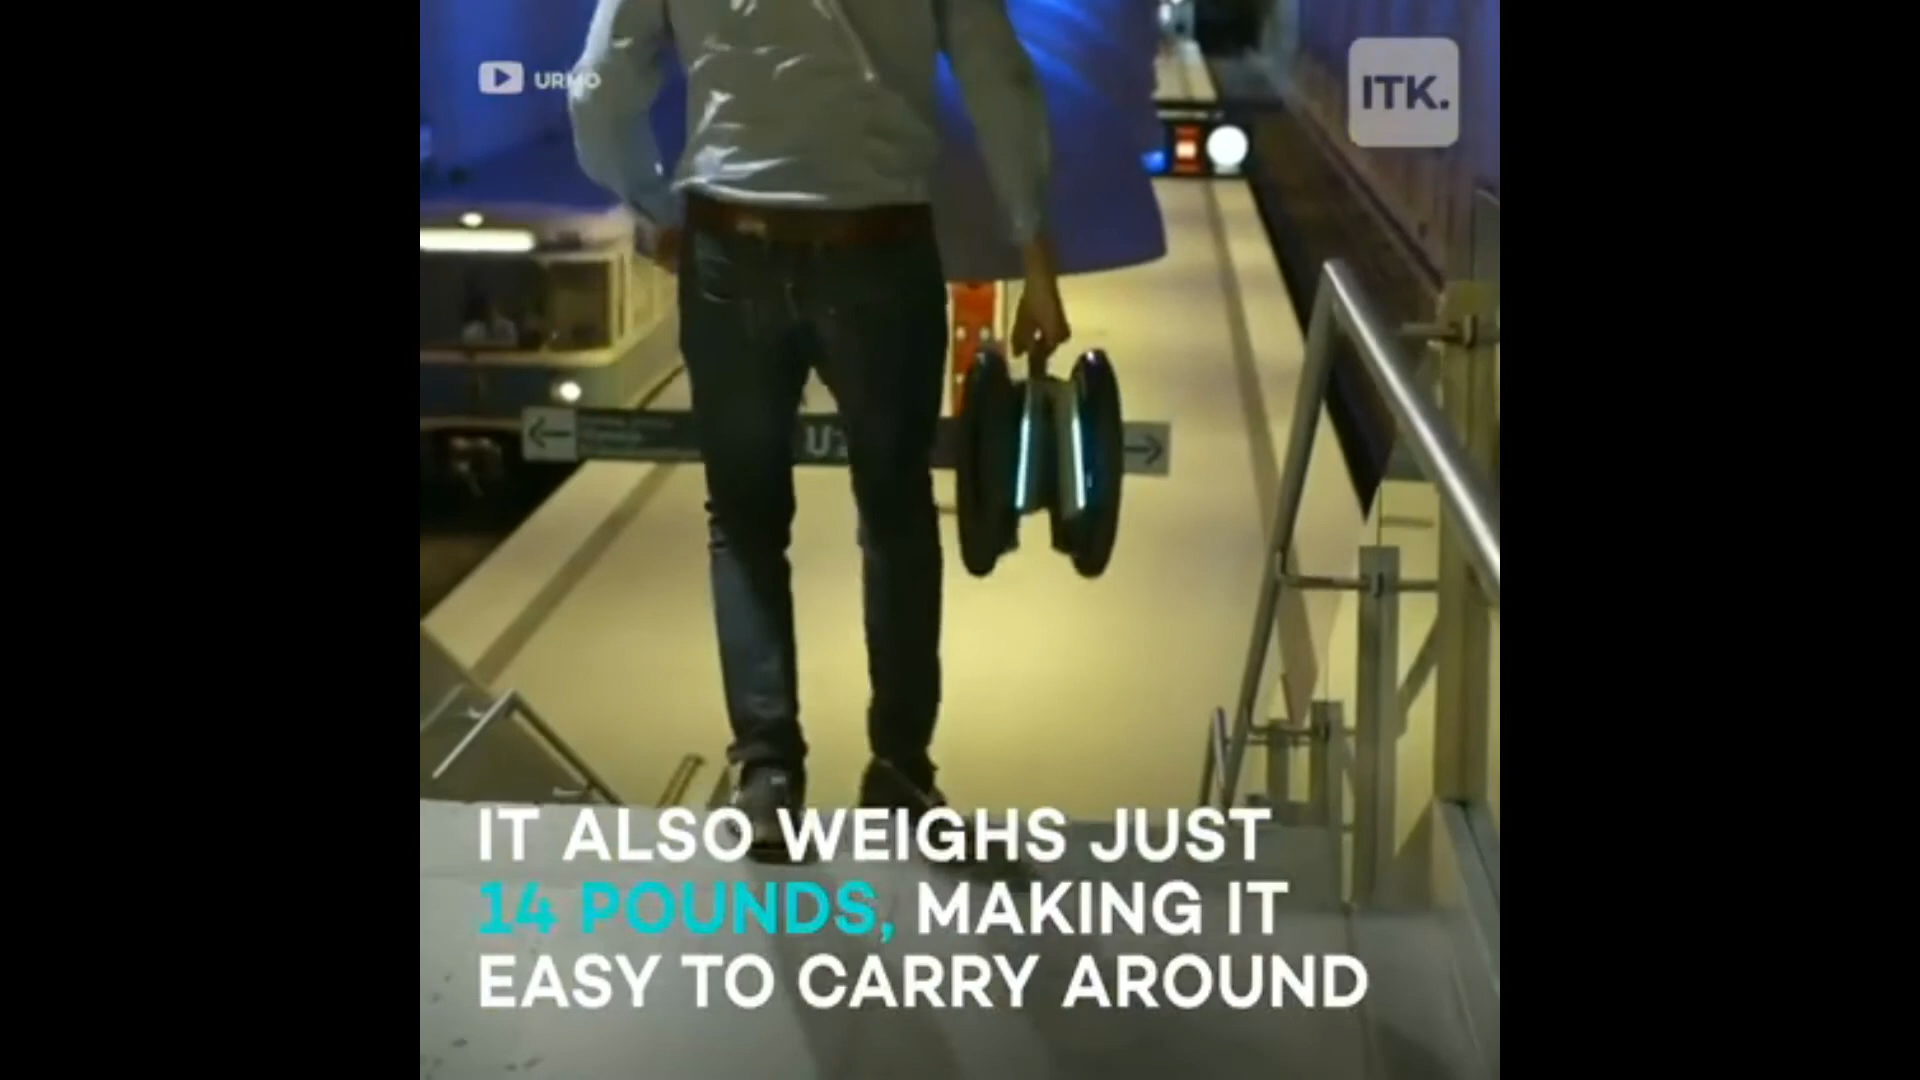 URMO
ITK.
IT ALSO WEIGHS JUST
14 POUNDS, MAKING IT
EASY TO CARRY AROUND